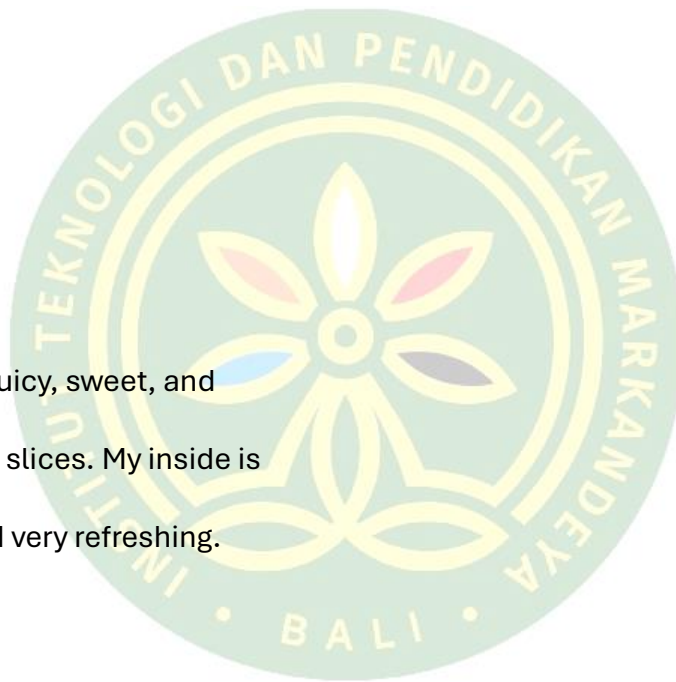 INSTITUT TEKNOLOGI DAN PENDIDIKAN MARKANDEYA
• BALI •
uicy, sweet, and
slices. My inside is
very refreshing.